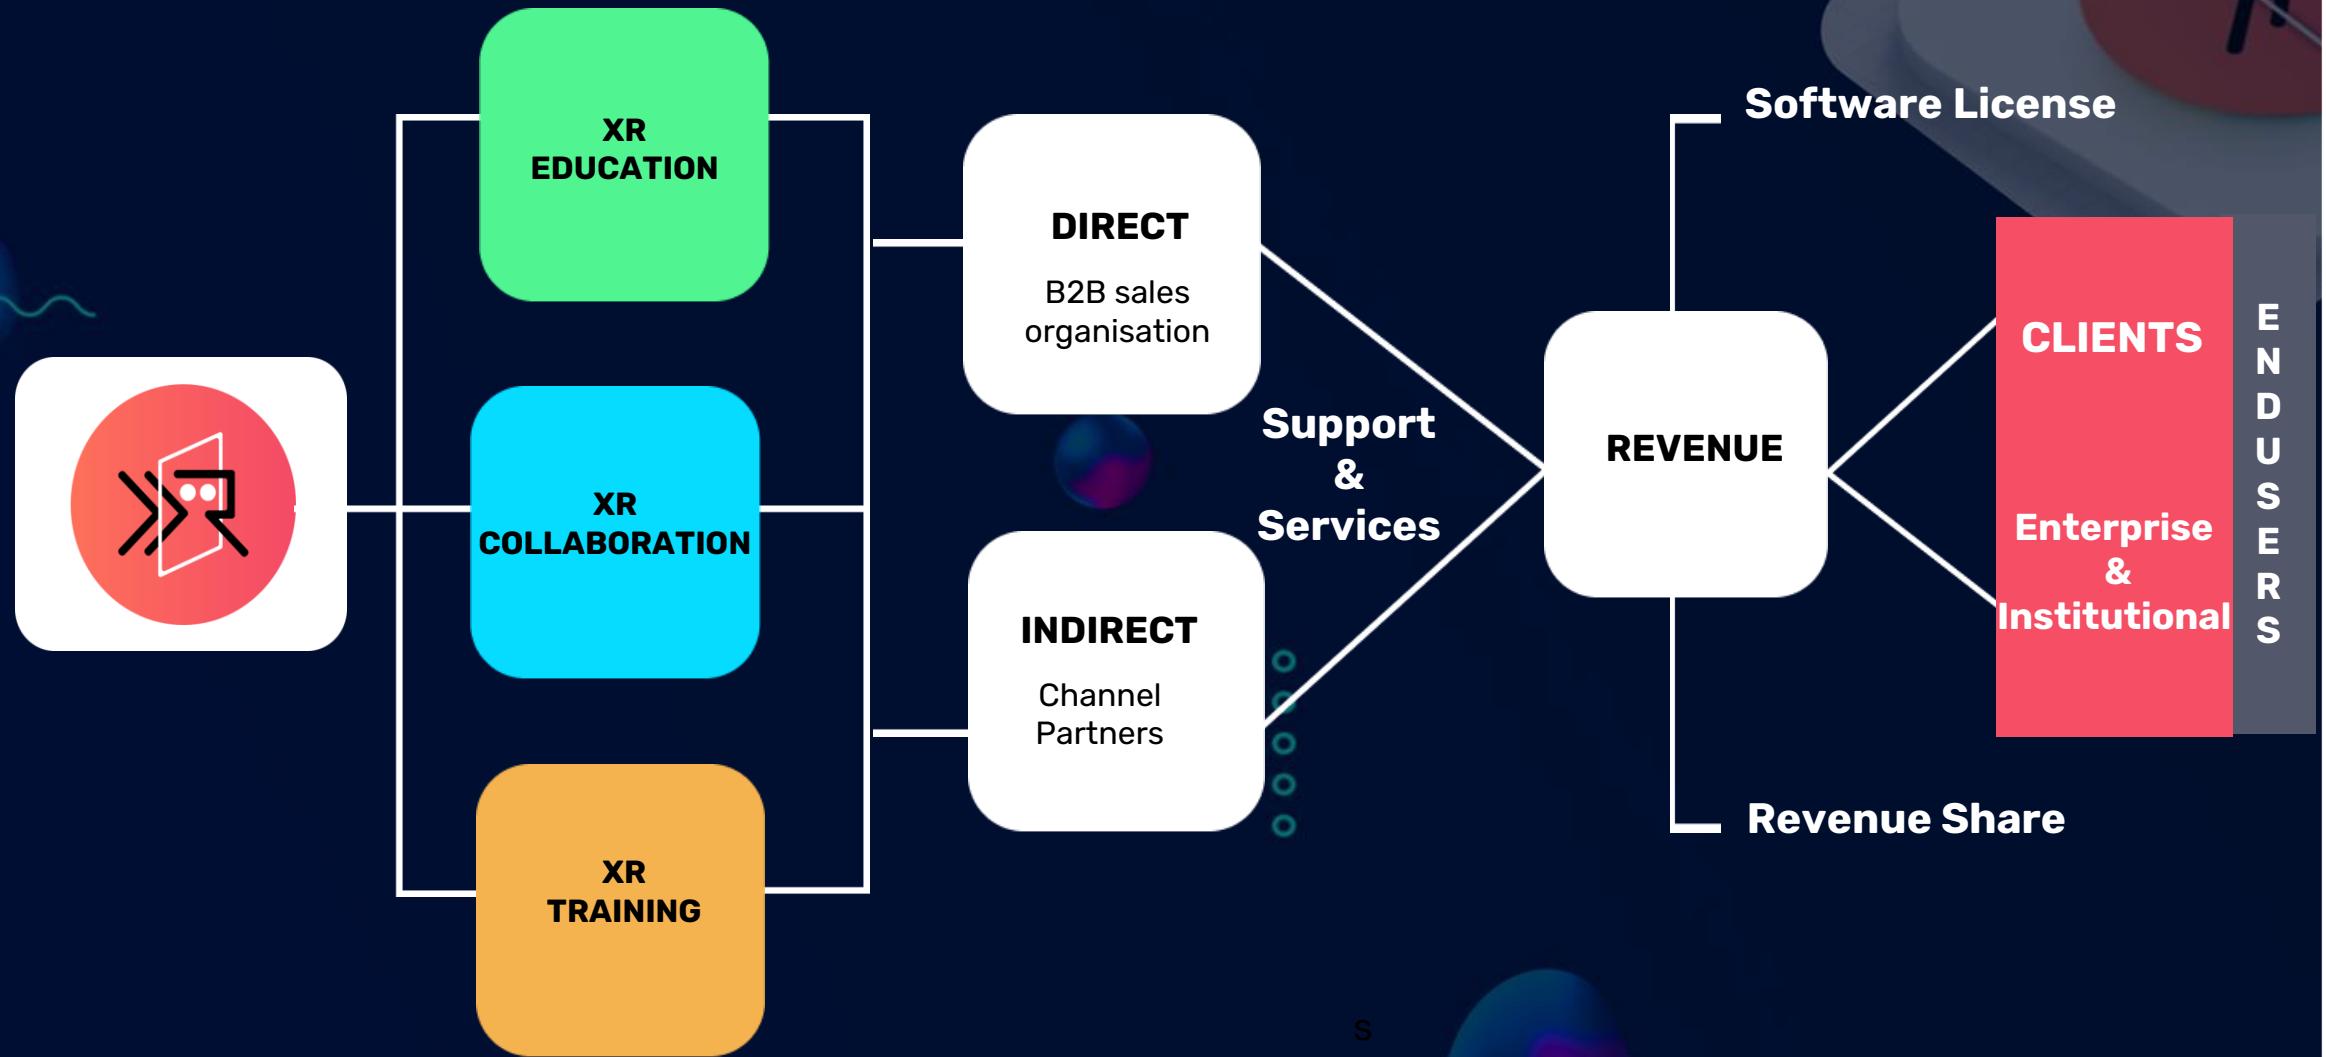 XR
EDUCATION
XR
COLLABORATION
XR
TRAINING
DIRECT
B2B sales
organisation
INDIRECT
Channel
Partners
Support
&
Services
REVENUE
Software License
Revenue Share
CLIENTS
Enterprise
&
Institutional
E
N
D
U
S
E
R
S
s